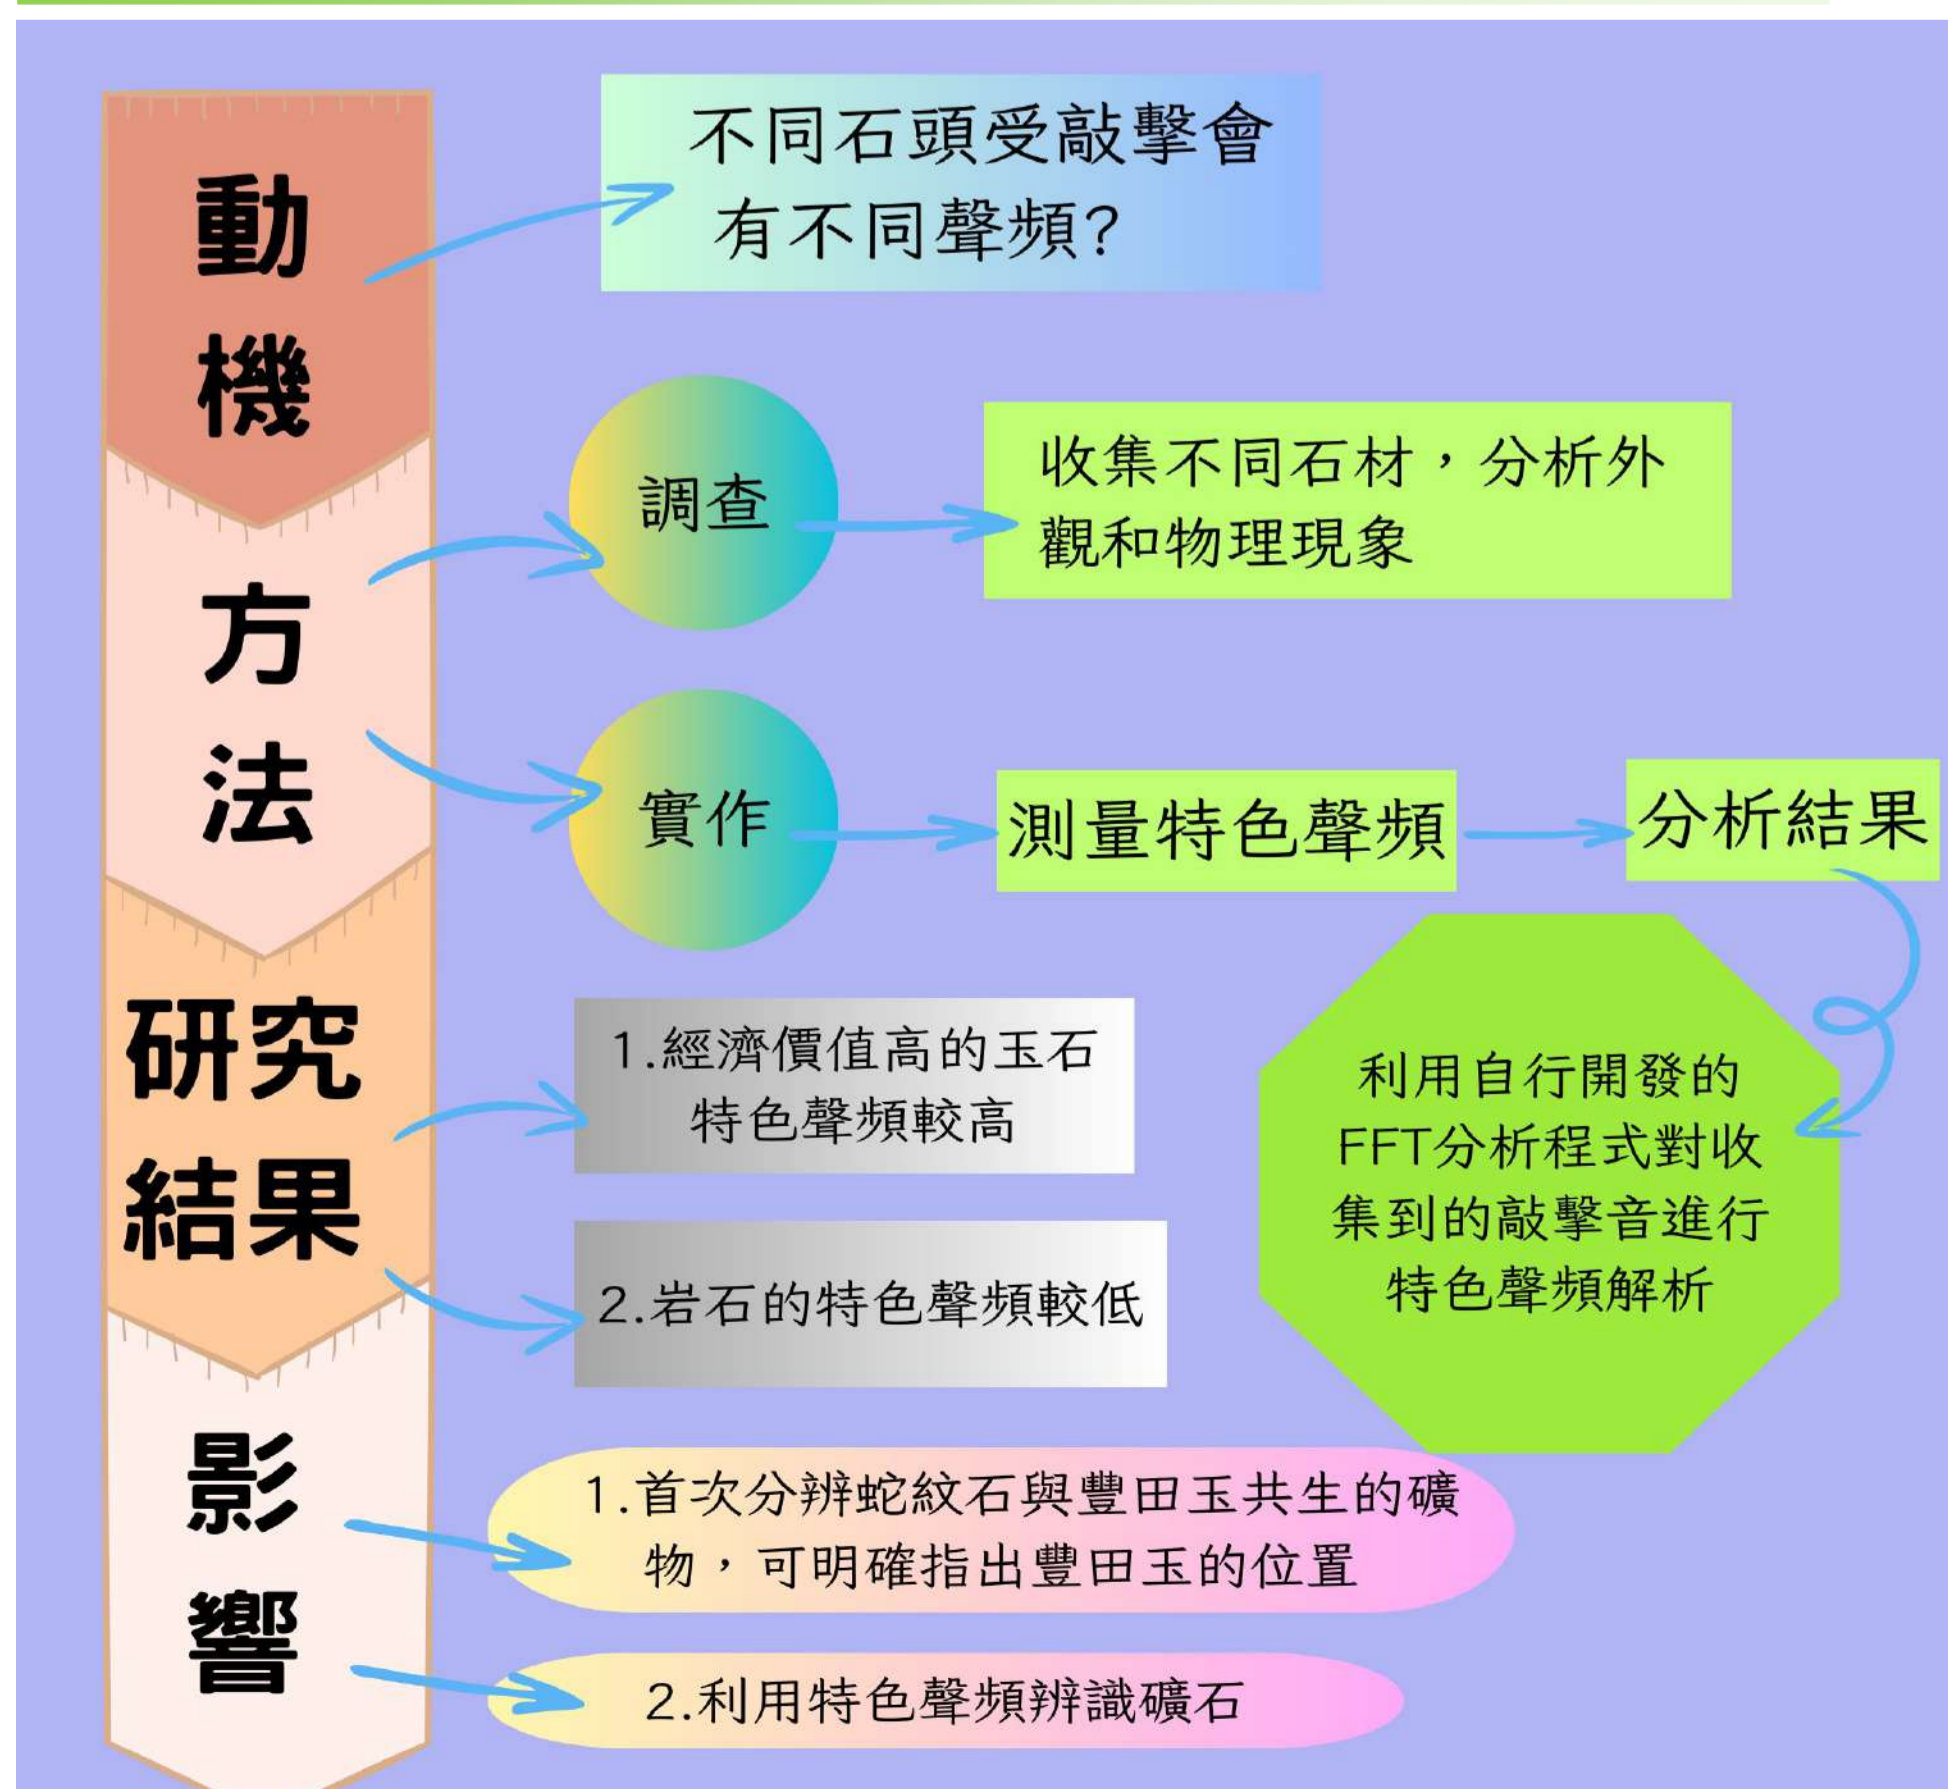 動
機
不同石頭受敲擊會
有不同聲頻?
方
法
調查
收集不同石材，分析外
觀和物理現象
實作
測量特色聲頻
分析結果
利用自行開發的
FFT分析程式對收
集到的敲擊音進行
特色聲頻解析
研究
結果
1.經濟價值高的玉石
特色聲頻較高
2.岩石的特色聲頻較低
影
響
1.首次分辨蛇紋石與豐田玉共生的礦
物，可明確指出豐田玉的位置
2.利用特色聲頻辨識礦石